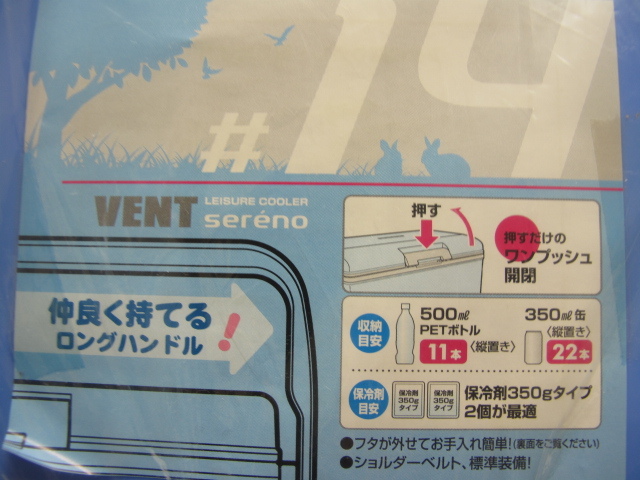 #14
VENT LEISURE COOLER
seréno
押す
押すだけの
ワンプッシュ
開閉
仲良く持てる
ロングハンドル!
収納
目安
500㎖
PETボトル
11本〈縦置き〉
350㎖缶
〈縦置き〉
22本
保冷剤
目安
保冷剤
350g
タイプ
保冷剤
350g
タイプ
保冷剤350gタイプ
2個が最適
●フタが外せてお手入れ簡単!(裏面をご覧ください)
●ショルダーベルト、標準装備!